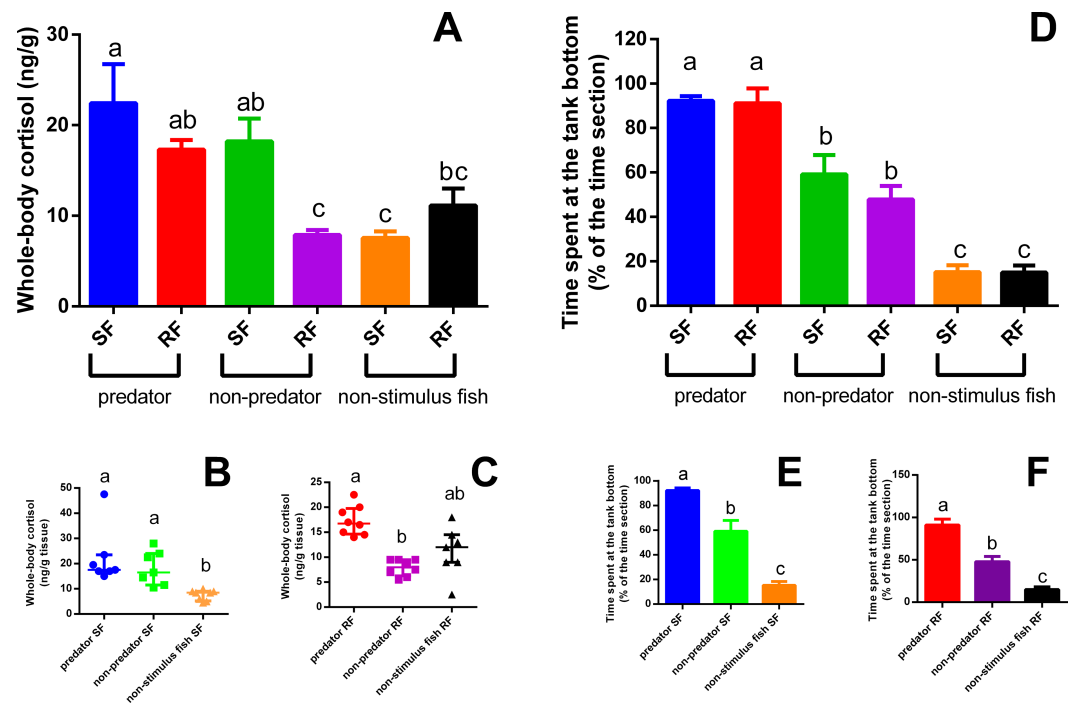 A
Whole-body cortisol (ng/g)
30
20
10
0
a
ab
ab
c
c
bc
SF
RF
SF
RF
SF
RF
predator
non-predator
non-stimulus fish
D
Time spent at the tank bottom
(% of the time section)
120
100
80
60
40
20
0
a
a
b
b
c
c
SF
RF
SF
RF
SF
RF
predator
non-predator
non-stimulus fish
B
Whole-body cortisol
(ng/g tissue)
50
40
30
20
10
0
a
a
b
predator SF
non-predator SF
non-stimulus fish SF
C
Whole-body cortisol
(ng/g tissue)
25
20
15
10
5
0
a
b
ab
predator RF
non-predator RF
non-stimulus fish RF
E
Time spent at the tank bottom
(% of the time section)
100
80
60
40
20
0
a
b
c
predator SF
non-predator SF
non-stimulus fish SF
F
Time spent at the tank bottom
(% of the time section)
150
100
50
0
a
b
c
predator RF
non-predator RF
non-stimulus fish RF